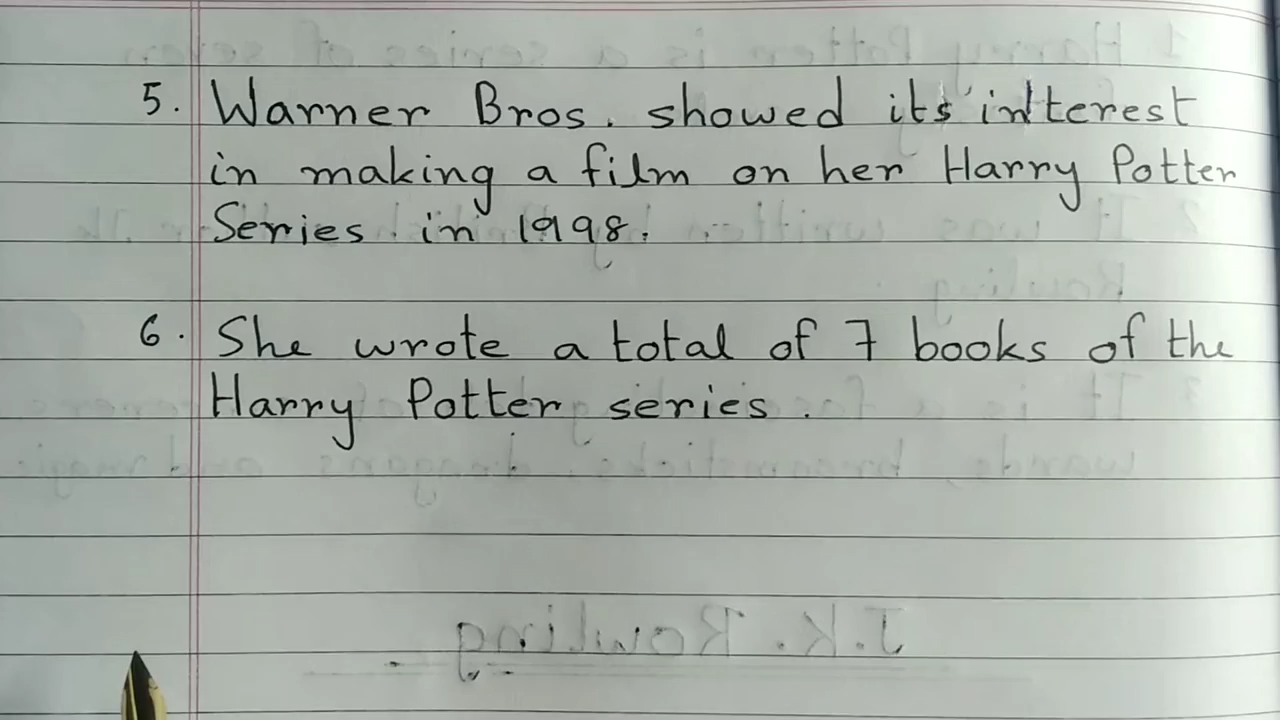 5. Warner Bros. showed its interest
in making a film on her Harry Potter
Series in 1998.
6. She wrote a total of 7 books of the
Harry Potter series.
J.K. Rowling